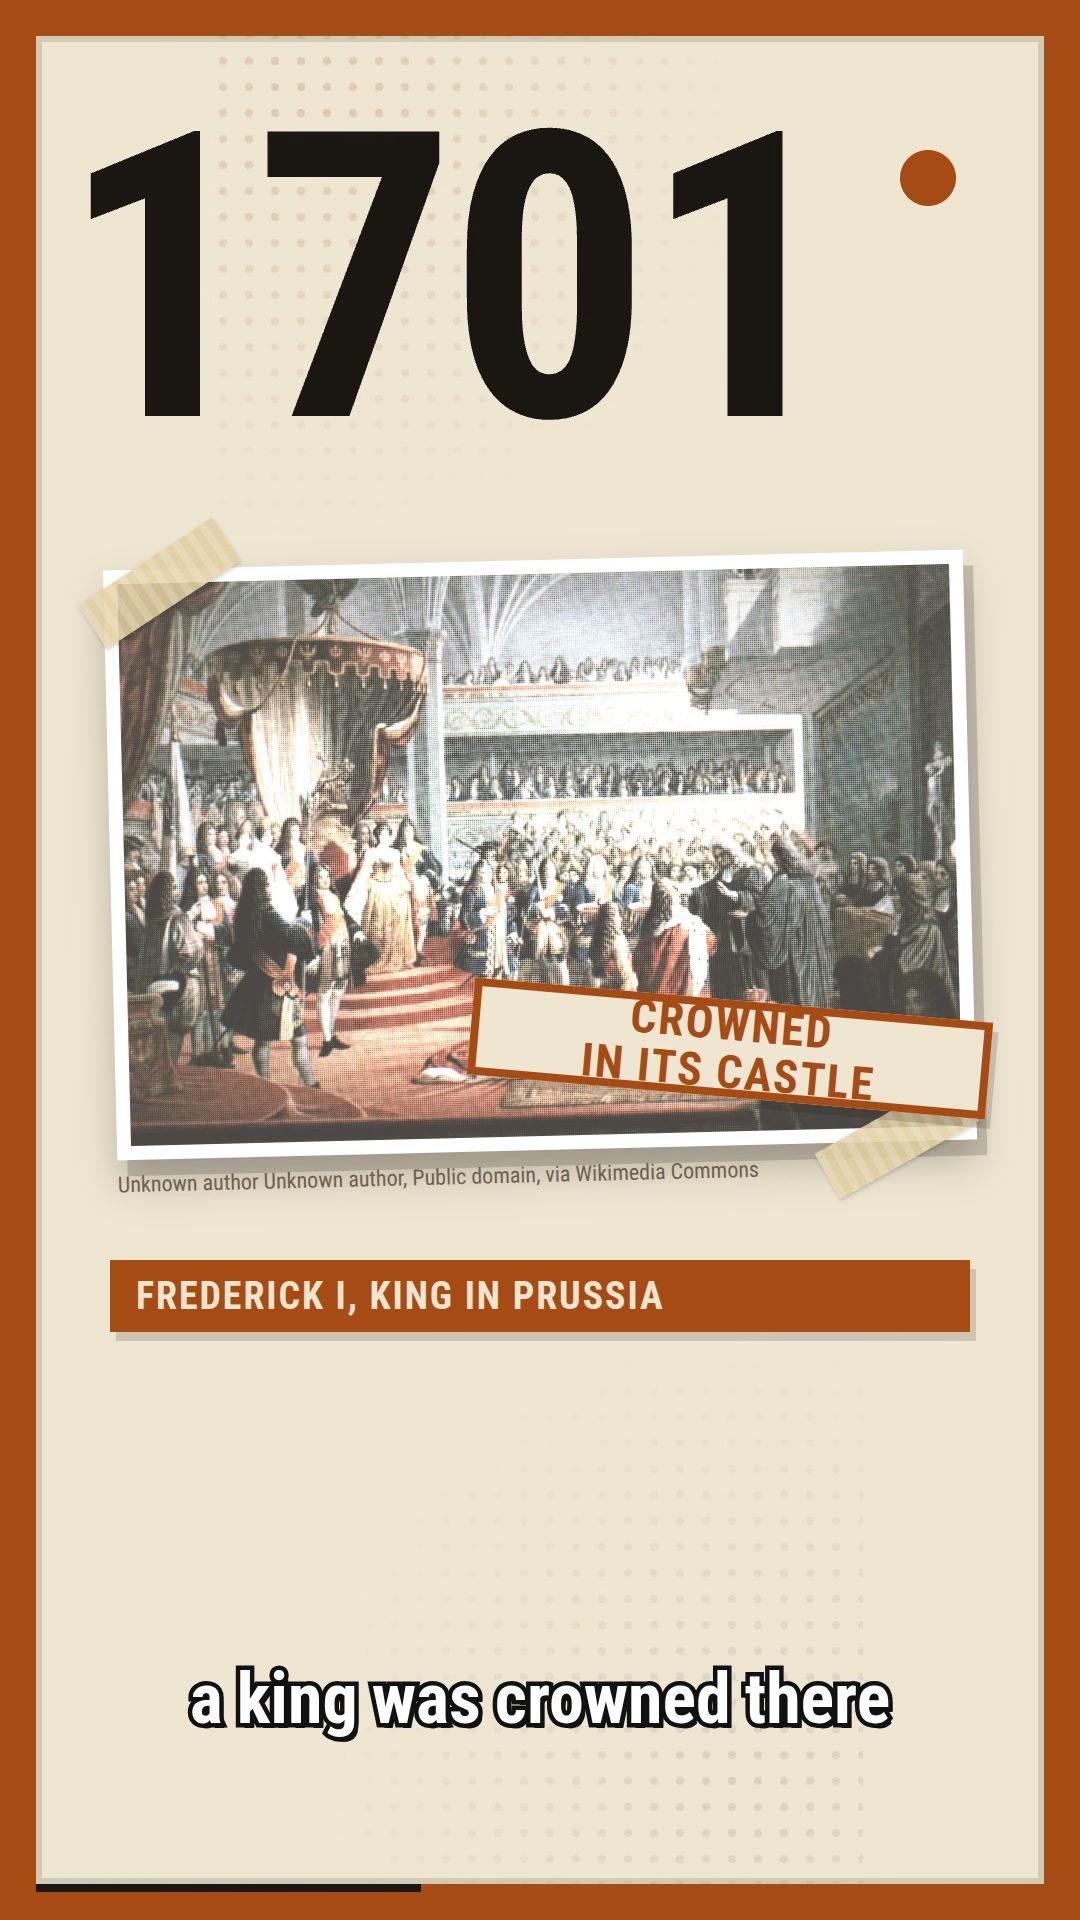 1701
CROWNED
IN ITS CASTLE
Unknown author Unknown author, Public domain, via Wikimedia Commons
FREDERICK I, KING IN PRUSSIA
a king was crowned there